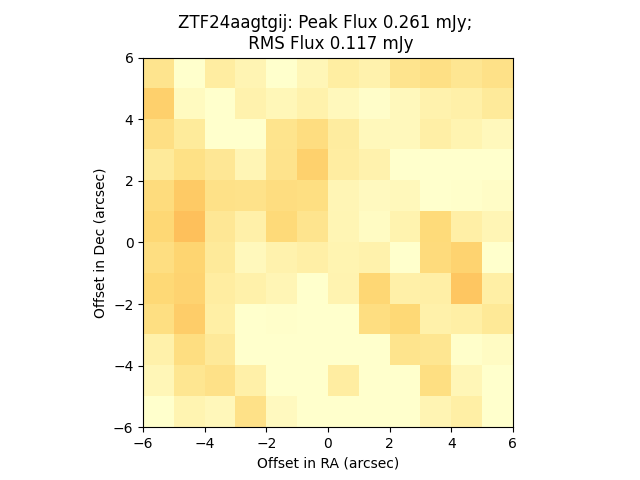 ZTF24aagtgij: Peak Flux 0.261 mJy;
RMS Flux 0.117 mJy
6
4
2
0
−2
−4
−6
Offset in Dec (arcsec)
−6 −4 −2 0 2 4 6
Offset in RA (arcsec)